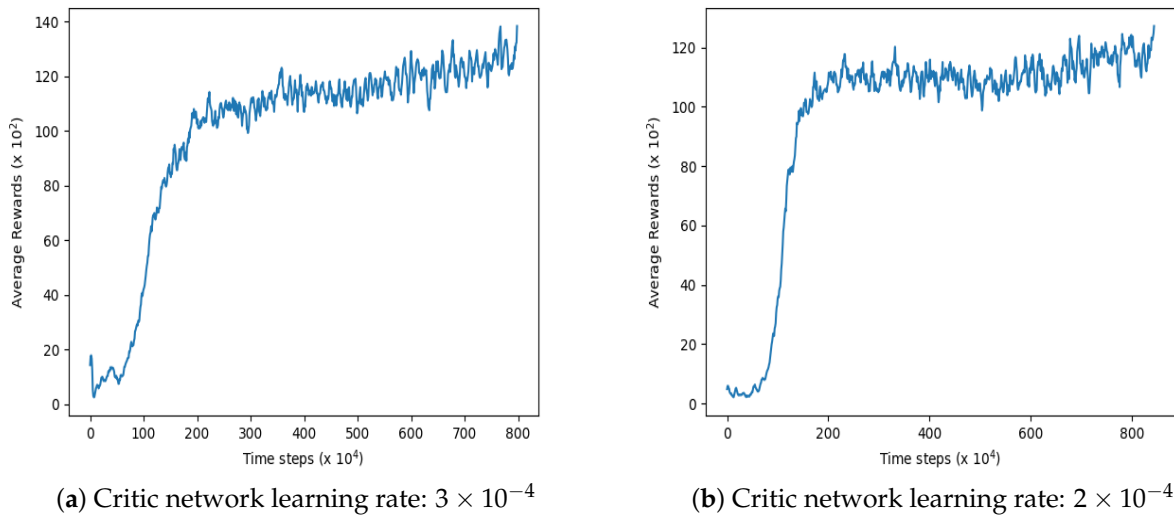 140
120
100
80
60
40
20
0
Average Rewards (x 10²)
0 100 200 300 400 500 600 700 800
Time steps (x 10⁴)
(a) Critic network learning rate: 3 × 10⁻⁴
120
100
80
60
40
20
0
Average Rewards (x 10²)
0 200 400 600 800
Time steps (x 10⁴)
(b) Critic network learning rate: 2 × 10⁻⁴